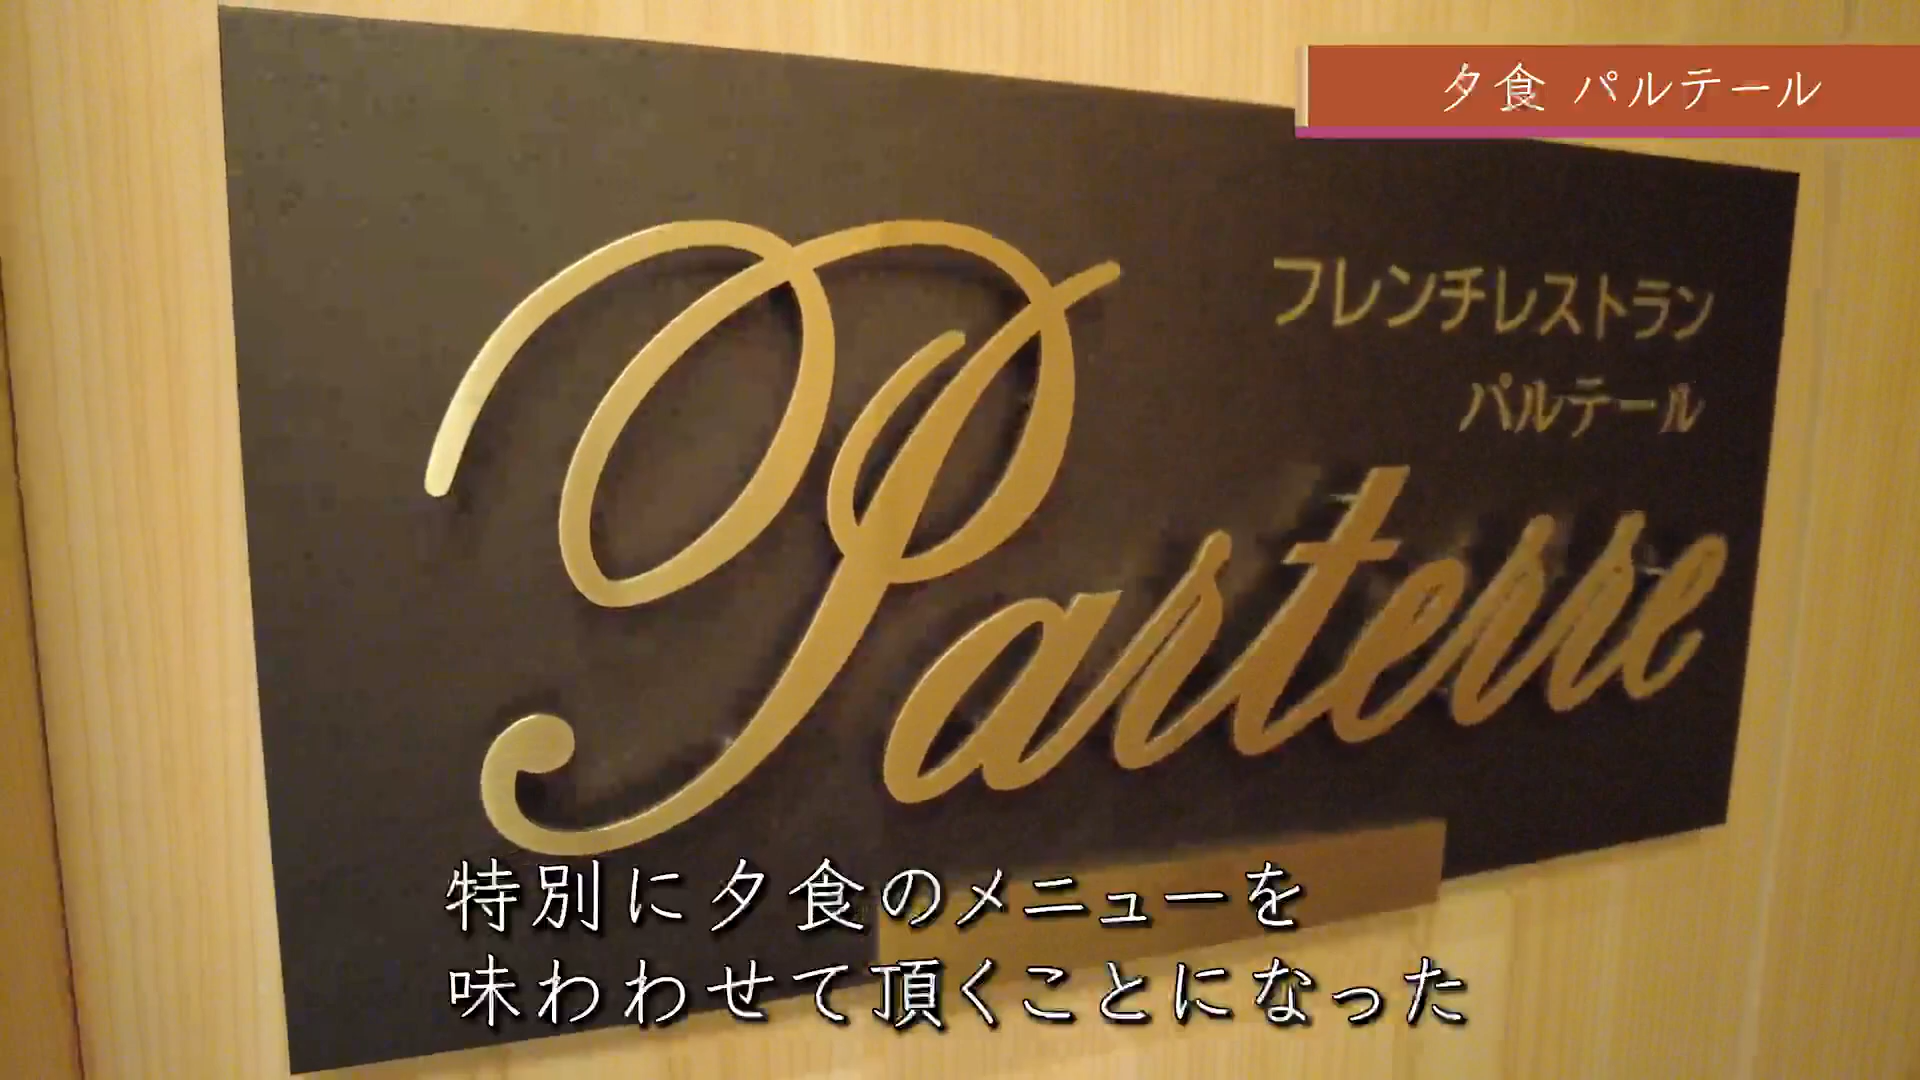 夕食 パルテール
フレンチレストラン
パルテール
Parterre
特別に夕食のメニューを
味わわせて頂くことになった